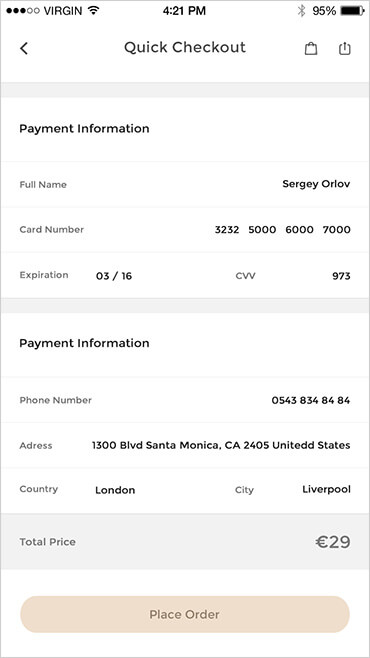 VIRGIN 4:21 PM 95%
Quick Checkout
Payment Information
Full Name Sergey Orlov
Card Number 3232 5000 6000 7000
Expiration 03 / 16 CVV 973
Payment Information
Phone Number 0543 834 84 84
Adress 1300 Blvd Santa Monica, CA 2405 Unitedd States
Country London City Liverpool
Total Price €29
Place Order